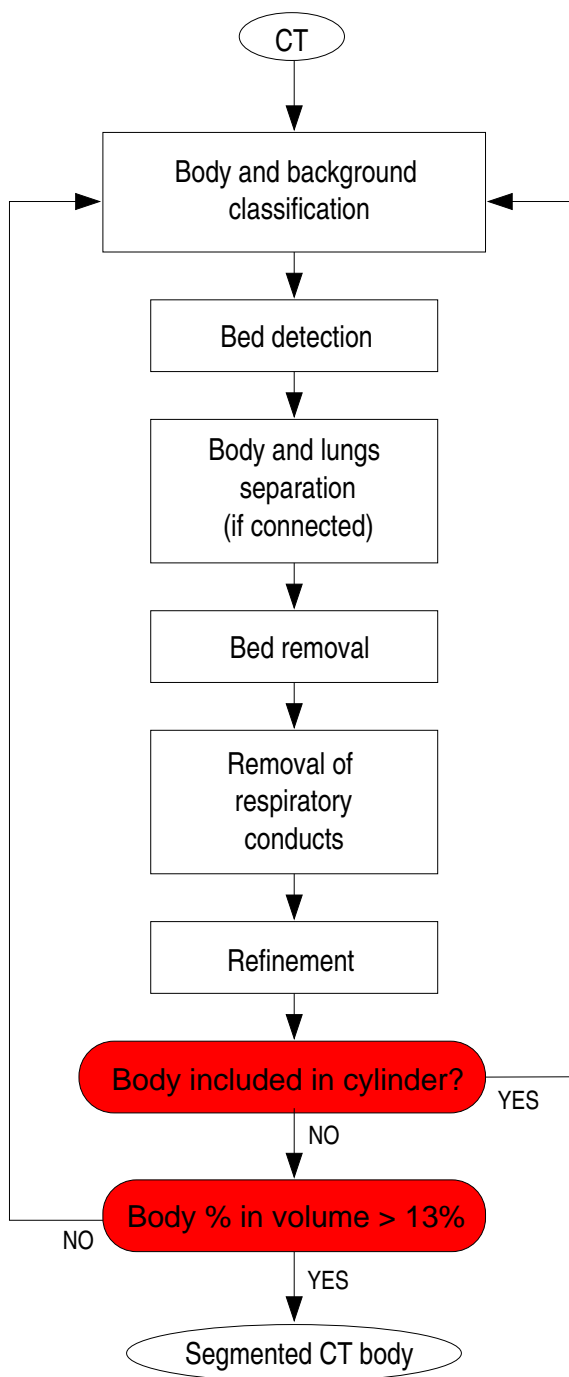 CT
Body and background
classification
Bed detection
Body and lungs
separation
(if connected)
Bed removal
Removal of
respiratory
conducts
Refinement
Body included in cylinder?
YES
NO
Body % in volume > 13%
NO
YES
Segmented CT body